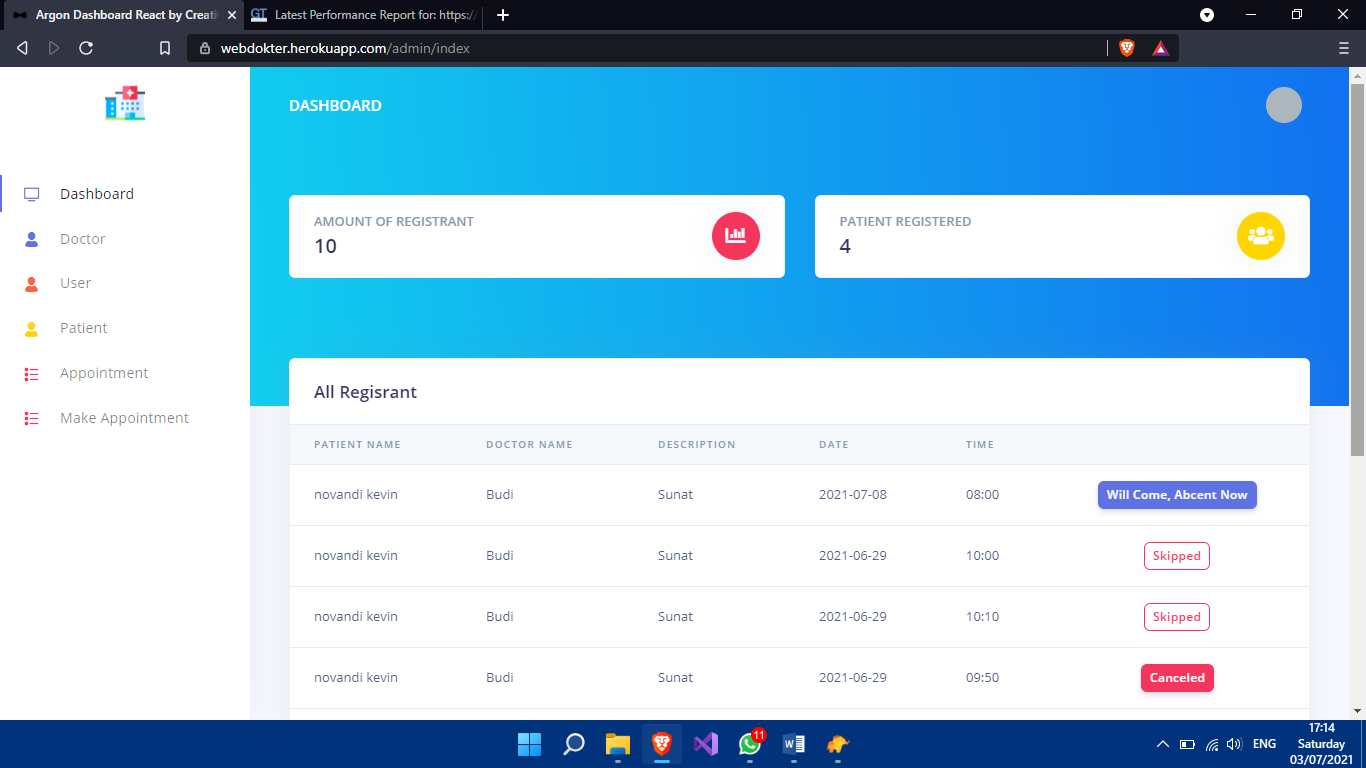 Argon Dashboard React by Creati
GT Latest Performance Report for: https:/
webdokter.herokuapp.com/admin/index
DASHBOARD
Dashboard
Doctor
User
Patient
Appointment
Make Appointment
AMOUNT OF REGISTRANT
10
PATIENT REGISTERED
4
All Regisrant
PATIENT NAME DOCTOR NAME DESCRIPTION DATE TIME
novandi kevin Budi Sunat 2021-07-08 08:00 Will Come, Abcent Now
novandi kevin Budi Sunat 2021-06-29 10:00 Skipped
novandi kevin Budi Sunat 2021-06-29 10:10 Skipped
novandi kevin Budi Sunat 2021-06-29 09:50 Canceled
11
W
ENG
17:14
Saturday
03/07/2021